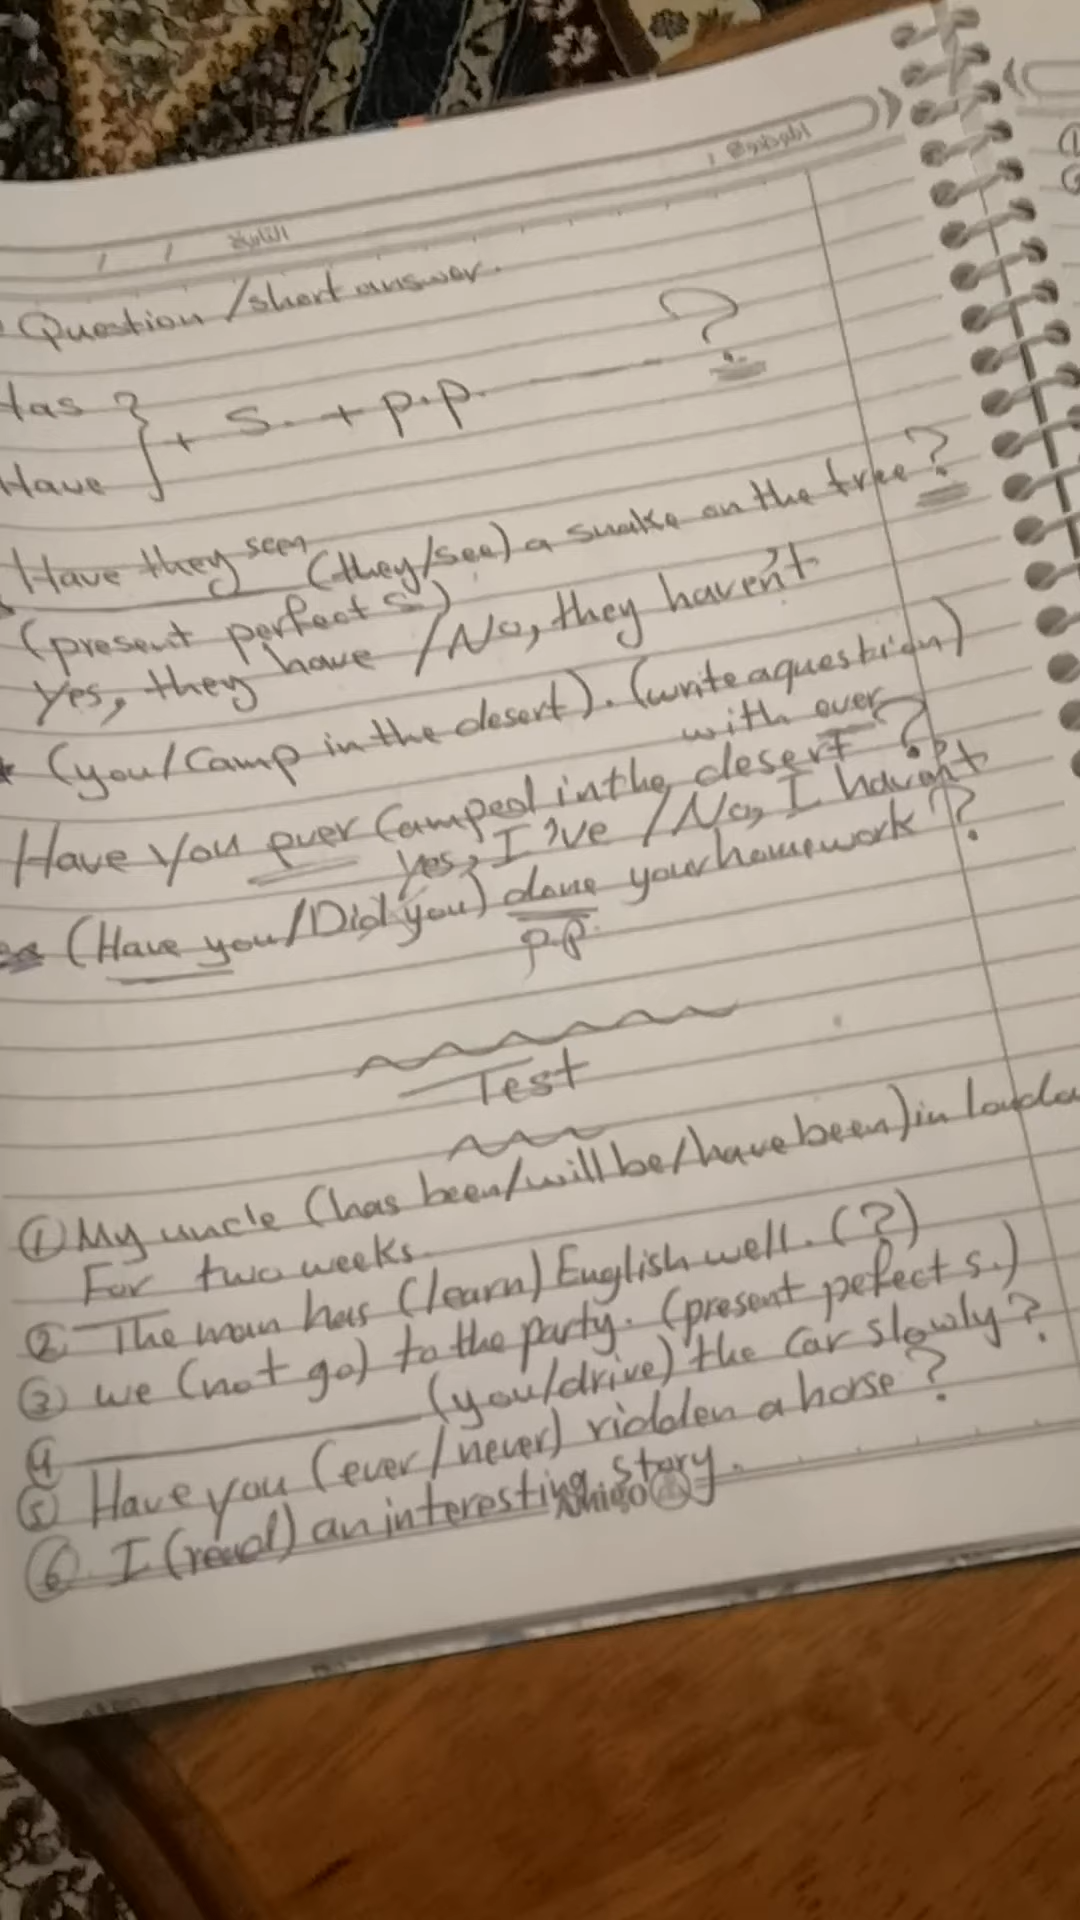 الموضوع :
التاريخ / /
Question /short answer.
Has } + S. + p.p. ?
Have
Have they seen (they/see) a snake on the tree?
(present perfect s)
Yes, they have / No, they haven't
* (you/Camp in the desert). (write a question)
with ever
Have you ever Camped in the desert?
Yes, I've / No, I haven't
(Have you/Did you) done your homework?
p.p.
Test
① My uncle (has been/will be/have been) in
For two weeks.
② The man has (learn) English well. (?)
③ we (not go) to the party. (present pefect s.)
④ (you/drive) the Car slowly?
⑤ Have you (ever/never) ridden a horse?
⑥ I (read) an interesting story.
Amigo